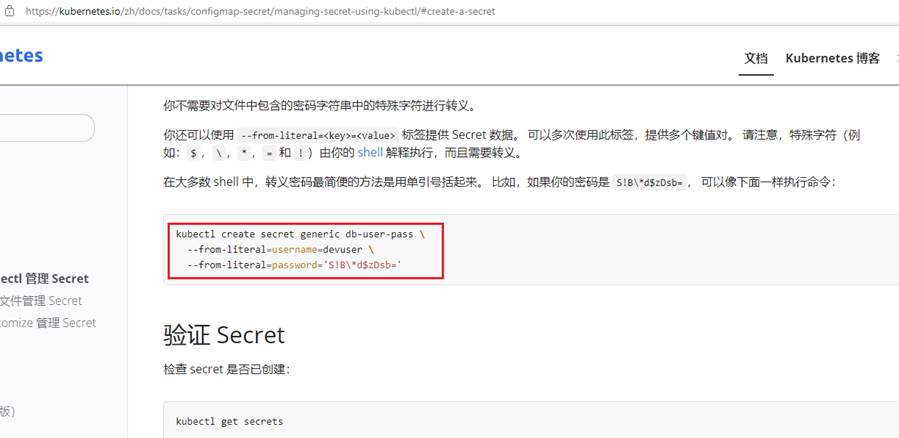 https://kubernetes.io/zh/docs/tasks/configmap-secret/managing-secret-using-kubectl/#create-a-secret
netes
文档
Kubernetes 博客
你不需要对文件中包含的密码字符串中的特殊字符进行转义。
你还可以使用 --from-literal=<key>=<value> 标签提供 Secret 数据。 可以多次使用此标签，提供多个键值对。 请注意，特殊字符（例
如：$，\，*，= 和 !）由你的 shell 解释执行，而且需要转义。
在大多数 shell 中，转义密码最简便的方法是用单引号括起来。 比如，如果你的密码是 S!B\*d$zDsb=， 可以像下面一样执行命令：
kubectl create secret generic db-user-pass \
--from-literal=username=devuser \
--from-literal=password='S!B\*d$zDsb='
ectl 管理 Secret
文件管理 Secret
tomize 管理 Secret
验证 Secret
检查 secret 是否已创建：
版）
kubectl get secrets